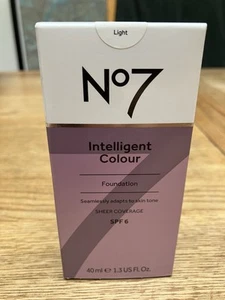 Light
No7
Intelligent
Colour
Foundation
Seamlessly adapts to skin tone
SHEER COVERAGE
SPF 6
40 ml ℮ 1.3 US Fl. Oz.